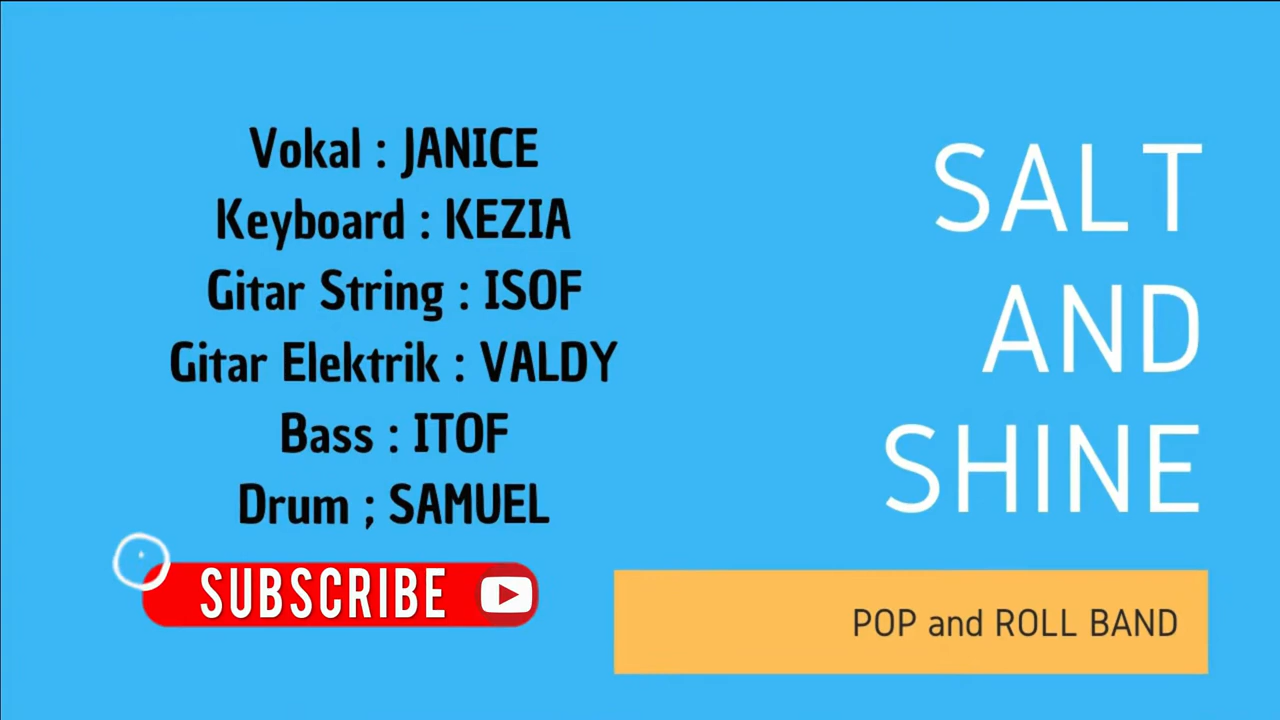 Vokal : JANICE
Keyboard : KEZIA
Gitar String : ISOF
Gitar Elektrik : VALDY
Bass : ITOF
Drum ; SAMUEL
SUBSCRIBE
SALT
AND
SHINE
POP and ROLL BAND